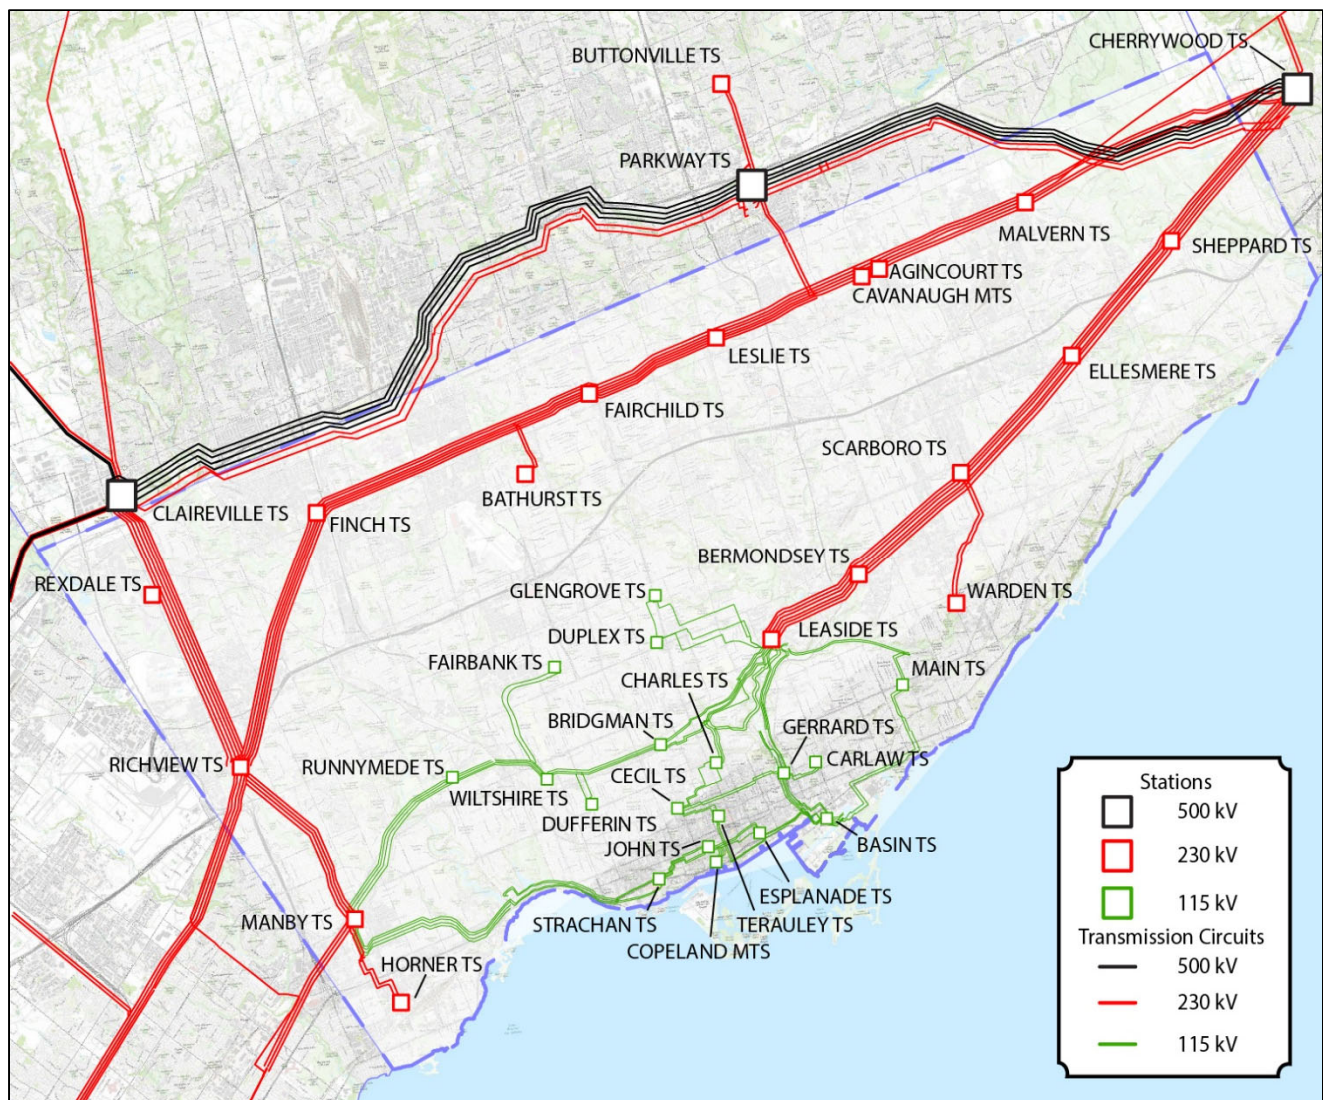 CHERRYWOOD TS
BUTTONVILLE TS
PARKWAY TS
MALVERN TS
SHEPPARD TS
AGINCOURT TS
CAVANAUGH MTS
LESLIE TS
ELLESMERE TS
FAIRCHILD TS
SCARBORO TS
BATHURST TS
CLAIREVILLE TS
FINCH TS
BERMONDSEY TS
REXDALE TS
GLENGROVE TS
WARDEN TS
DUPLEX TS
LEASIDE TS
FAIRBANK TS
MAIN TS
CHARLES TS
BRIDGMAN TS
GERRARD TS
RICHVIEW TS
RUNNYMEDE TS
CARLAW TS
CECIL TS
WILTSHIRE TS
DUFFERIN TS
JOHN TS
BASIN TS
ESPLANADE TS
MANBY TS
STRACHAN TS
TERAULEY TS
COPELAND MTS
HORNER TS
Stations
500 kV
230 kV
115 kV
Transmission Circuits
500 kV
230 kV
115 kV